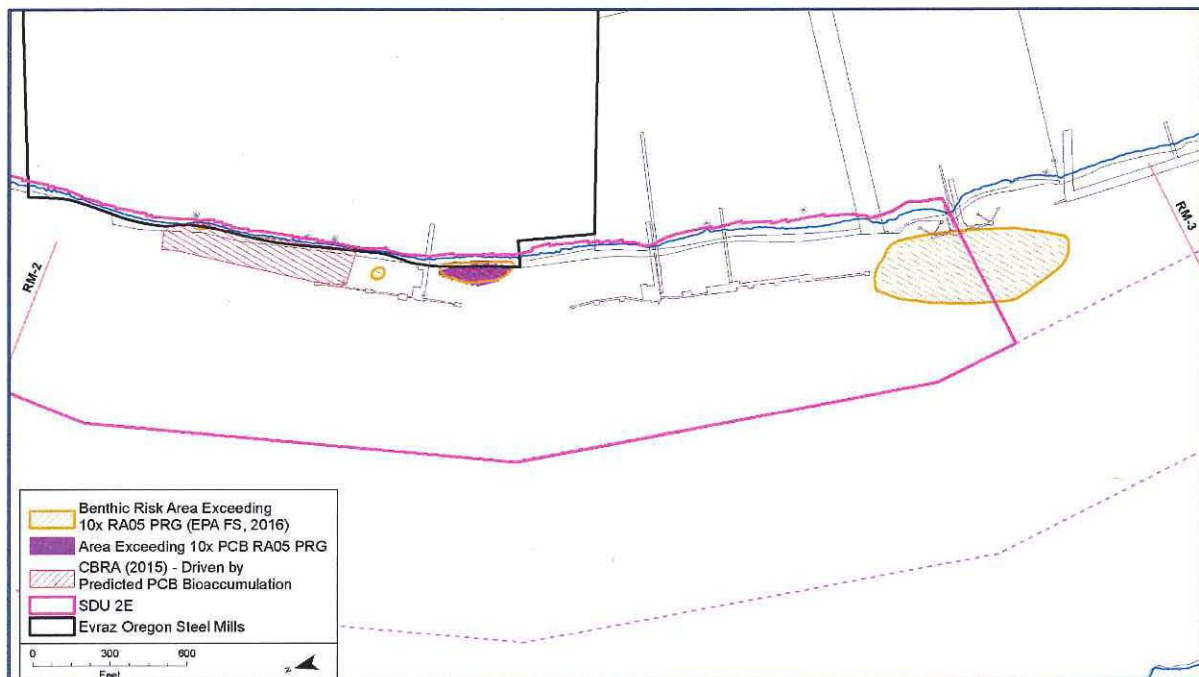 RM-2
RM-3
Benthic Risk Area Exceeding
10x RA05 PRG (EPA FS, 2016)
Area Exceeding 10x PCB RA05 PRG
CBRA (2015) - Driven by
Predicted PCB Bioaccumulation
SDU 2E
Evraz Oregon Steel Mills
0 300 600
Feet
N